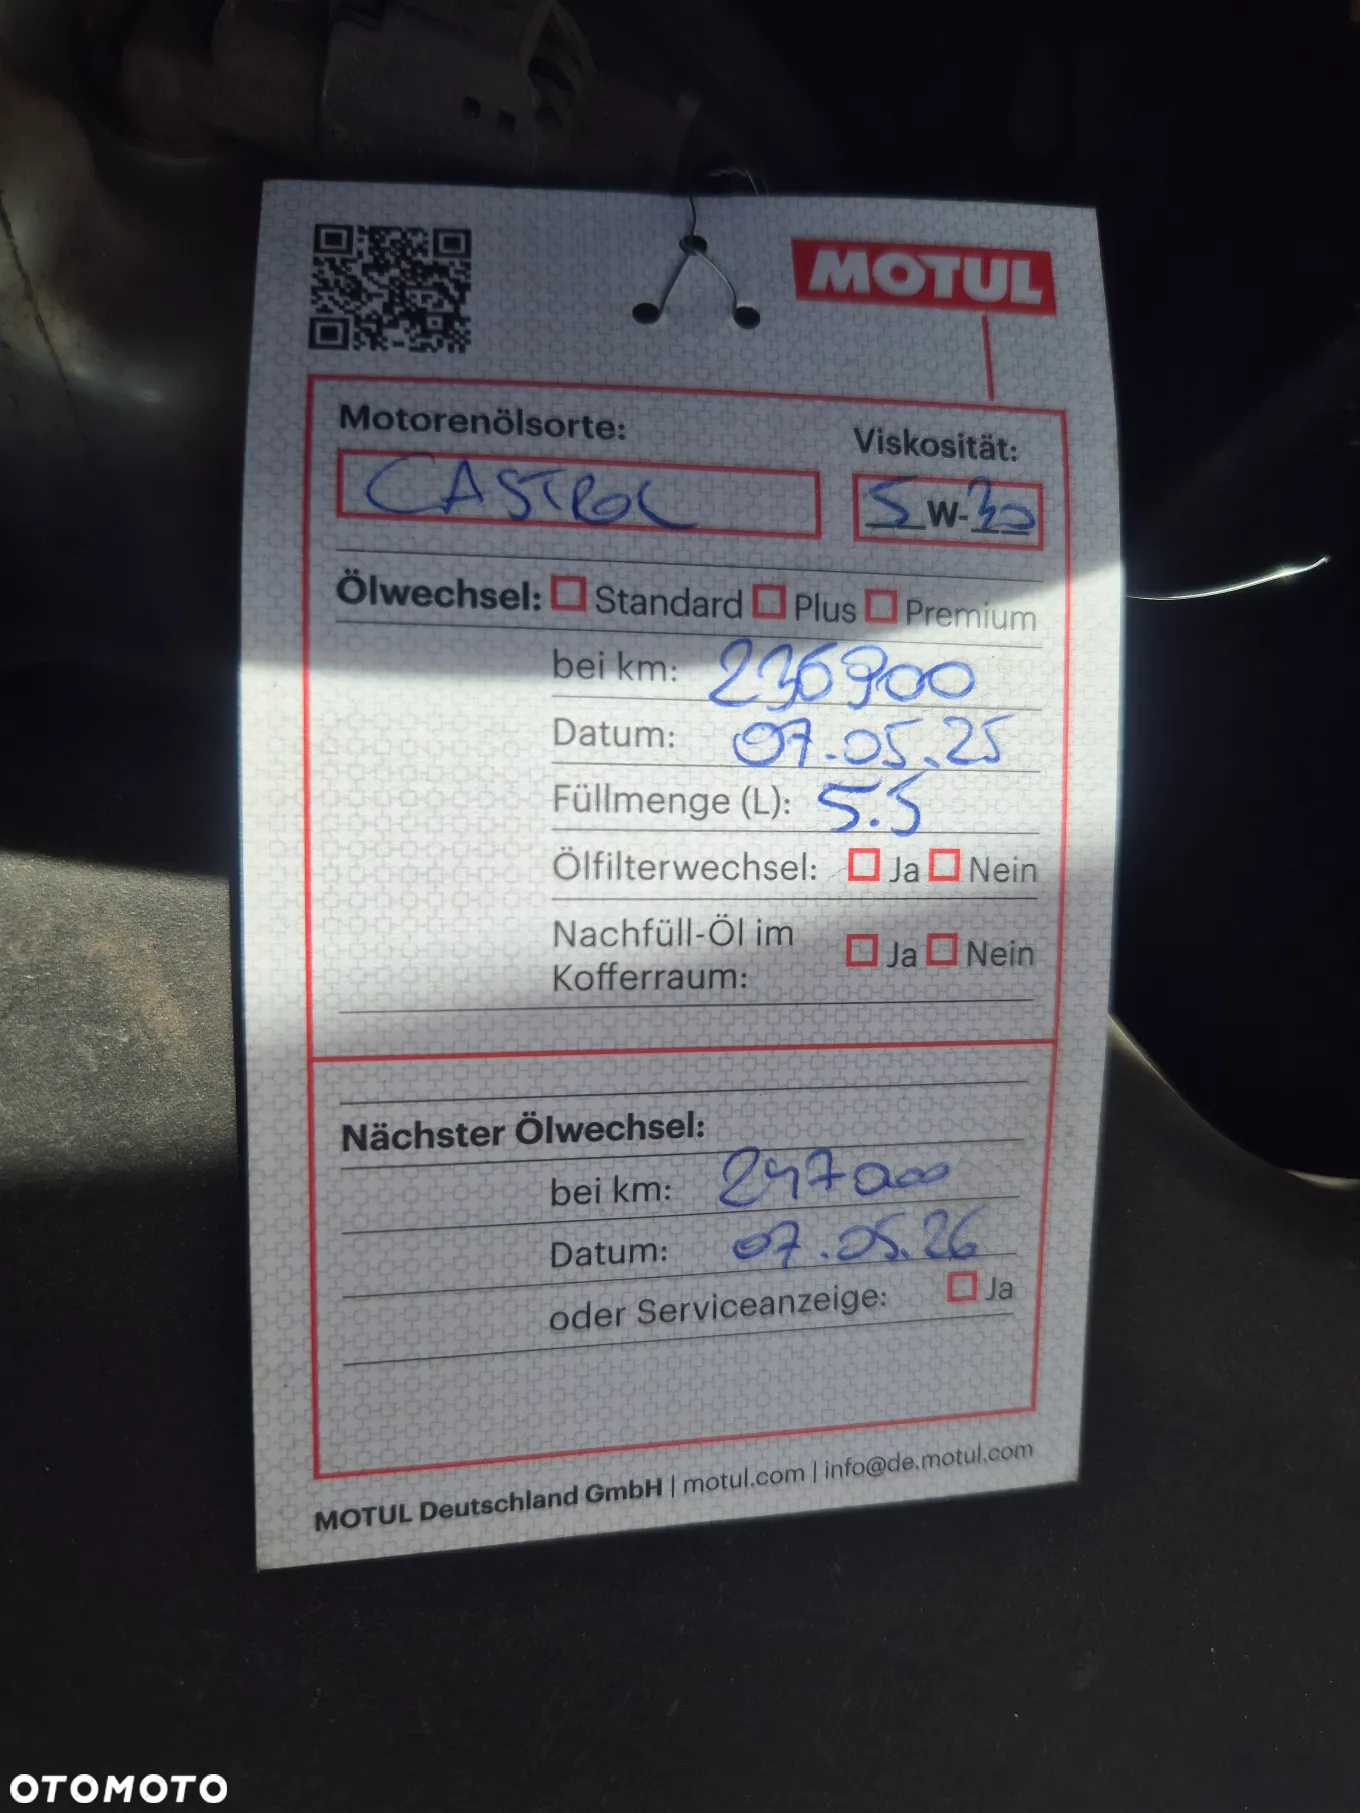 MOTUL
Motorenölsorte: Viskosität:
CASTROL 5W-30
Ölwechsel: Standard Plus Premium
bei km: 236900
Datum: 07.05.25
Füllmenge (L): 5.5
Ölfilterwechsel: Ja Nein
Nachfüll-Öl im
Kofferraum: Ja Nein
Nächster Ölwechsel:
bei km: 247000
Datum: 07.05.26
oder Serviceanzeige: Ja
MOTUL Deutschland GmbH | motul.com | info@de.motul.com
OTOMOTO